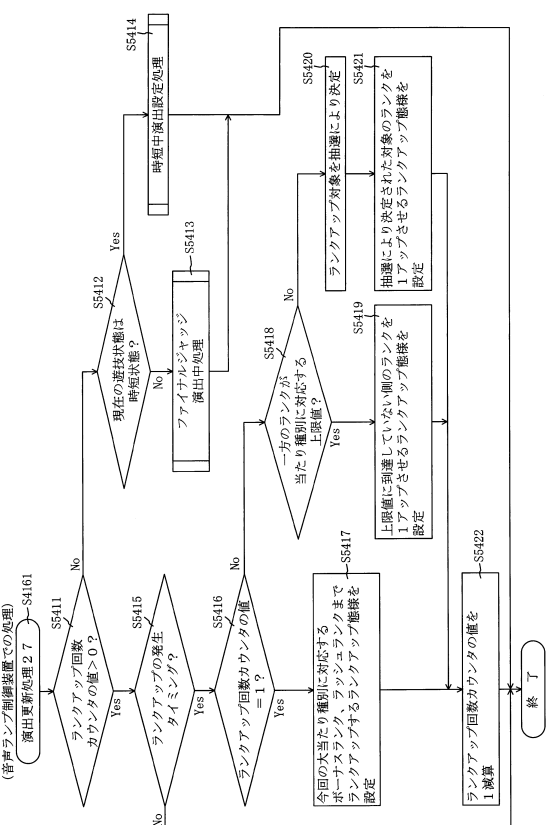 (音声ランプ制御装置での処理)
演出更新処理27
S4161
S5411
ランクアップ回数
カウンタの値>0?
No
Yes
S5412
現在の遊技状態は
時短状態?
Yes
No
S5414
時短中演出設定処理
S5413
ファイナルジャッジ
演出中処理
S5415
ランクアップの発生
タイミング?
No
Yes
S5416
ランクアップ回数カウンタの値
=1?
No
Yes
S5417
今回の大当たり種別に対応する
ボーナスランク、ラッシュランクまで
ランクアップするランクアップ態様を
設定
S5418
一方のランクが
当たり種別に対応する
上限値?
No
Yes
S5419
上限値に到達していない側のランクを
1アップさせるランクアップ態様を
設定
S5420
ランクアップ対象を抽選により決定
S5421
抽選により決定された対象のランクを
1アップさせるランクアップ態様を
設定
S5422
ランクアップ回数カウンタの値を
1減算
終了